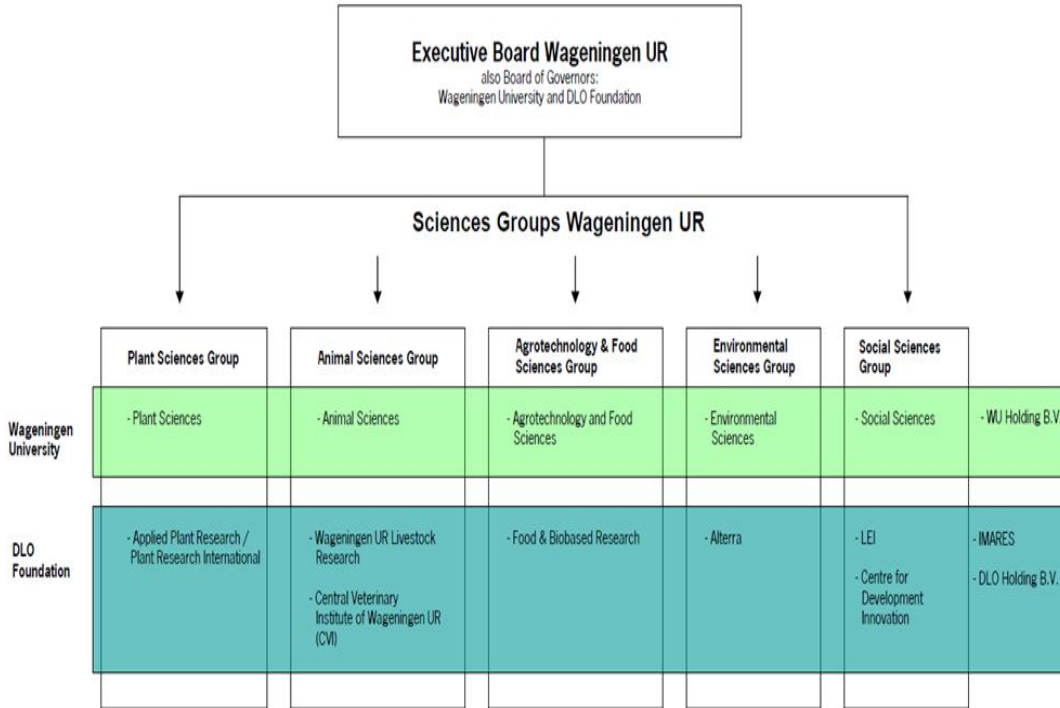 Executive Board Wageningen UR
also Board of Governors:
Wageningen University and DLO Foundation
Sciences Groups Wageningen UR
Plant Sciences Group
Animal Sciences Group
Agrotechnology & Food
Sciences Group
Environmental
Sciences Group
Social Sciences
Group
Wageningen
University
- Plant Sciences
- Animal Sciences
- Agrotechnology and Food
Sciences
- Environmental
Sciences
- Social Sciences
- WU Holding B.V.
DLO
Foundation
- Applied Plant Research /
Plant Research International
- Wageningen UR Livestock
Research
- Central Veterinary
Institute of Wageningen UR
(CVI)
- Food & Biobased Research
- Alterra
- LEI
- Centre for
Development
Innovation
- IMARES
- DLO Holding B.V.